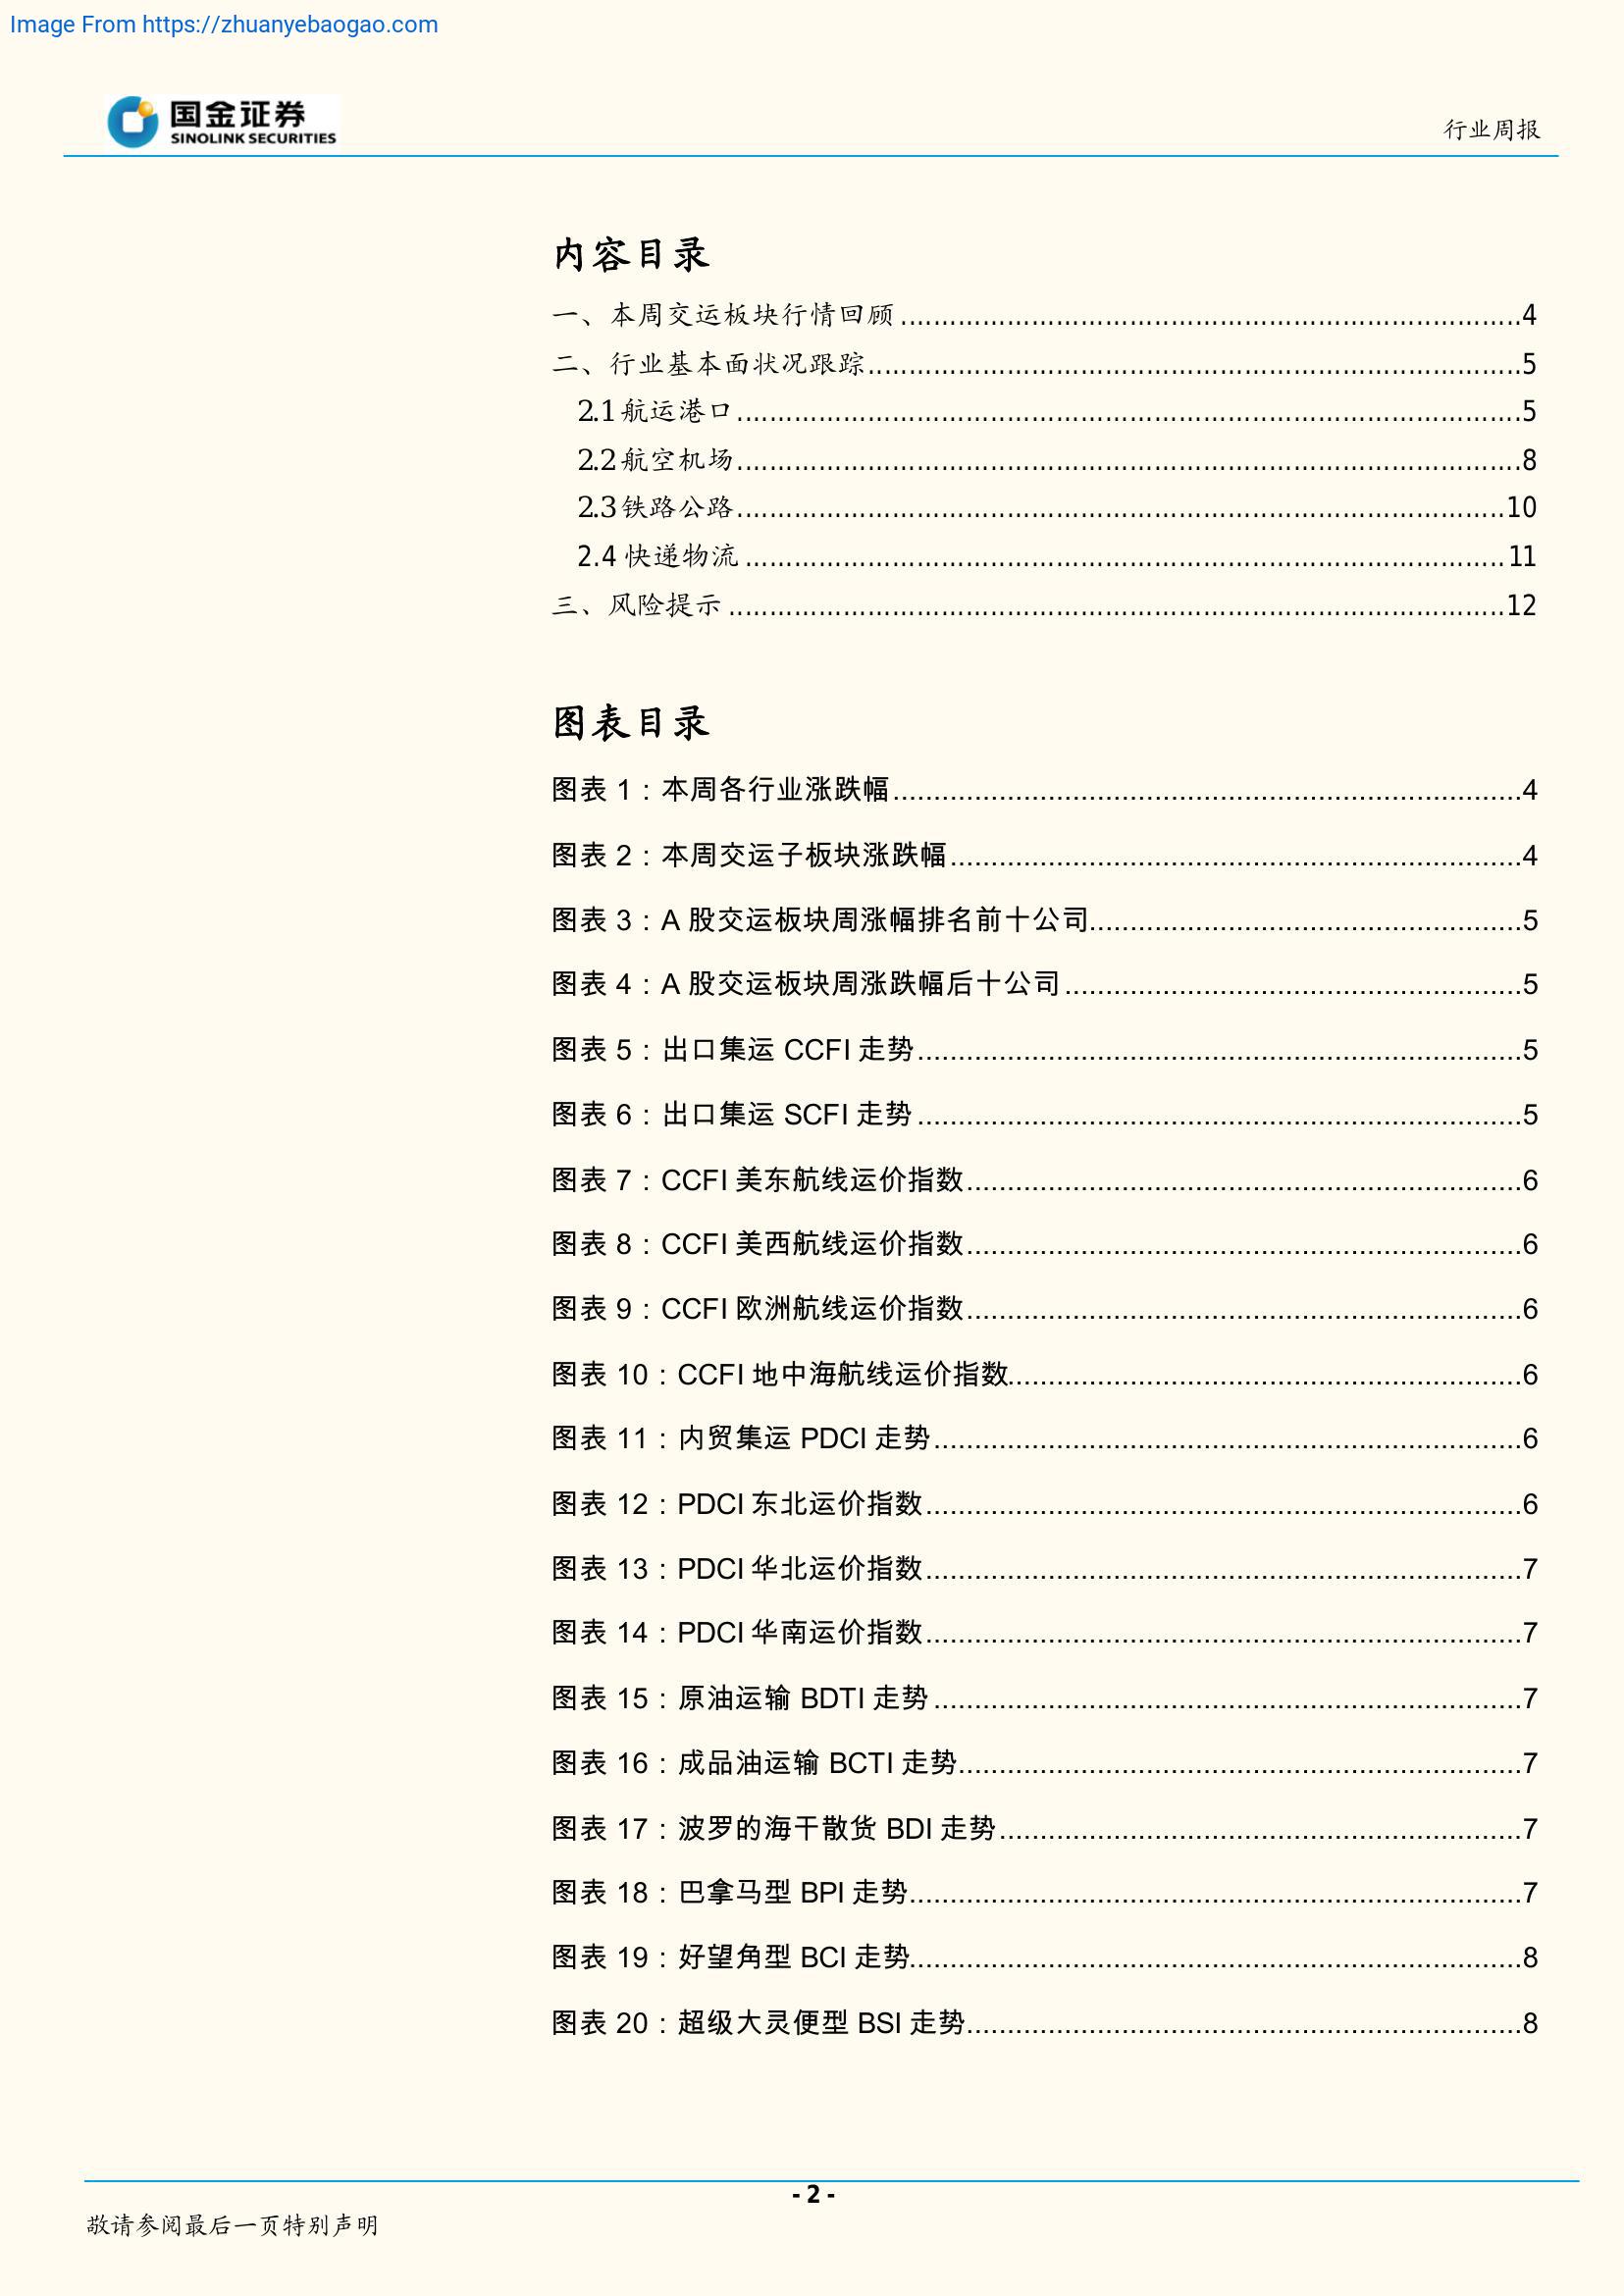 Image From https://zhuanyebaogao.com
国金证券
SINOLINK SECURITIES
行业周报
内容目录
一、本周交运板块行情回顾....................4
二、行业基本面状况跟踪....................5
2.1航运港口....................5
2.2航空机场....................8
2.3铁路公路....................10
2.4 快递物流....................11
三、风险提示....................12
图表目录
图表 1：本周各行业涨跌幅....................4
图表 2：本周交运子板块涨跌幅....................4
图表 3：A 股交运板块周涨幅排名前十公司....................5
图表 4：A 股交运板块周涨跌幅后十公司....................5
图表 5：出口集运 CCFI 走势....................5
图表 6：出口集运 SCFI 走势....................5
图表 7：CCFI 美东航线运价指数....................6
图表 8：CCFI 美西航线运价指数....................6
图表 9：CCFI 欧洲航线运价指数....................6
图表 10：CCFI 地中海航线运价指数....................6
图表 11：内贸集运 PDCI 走势....................6
图表 12：PDCI 东北运价指数....................6
图表 13：PDCI 华北运价指数....................7
图表 14：PDCI 华南运价指数....................7
图表 15：原油运输 BDTI 走势....................7
图表 16：成品油运输 BCTI 走势....................7
图表 17：波罗的海干散货 BDI 走势....................7
图表 18：巴拿马型 BPI 走势....................7
图表 19：好望角型 BCI 走势....................8
图表 20：超级大灵便型 BSI 走势....................8
- 2 -
敬请参阅最后一页特别声明